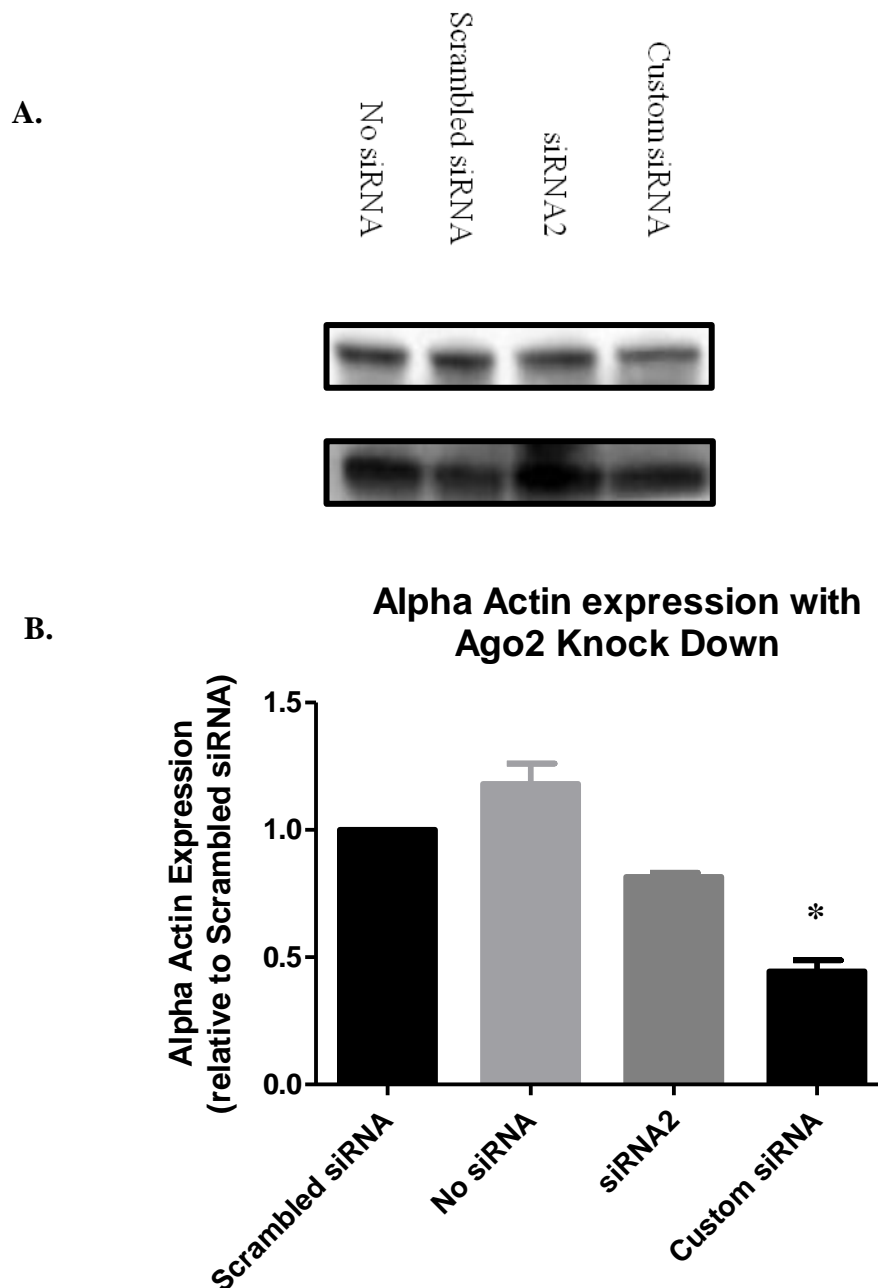 A.
No siRNA
Scrambled siRNA
siRNA2
Custom siRNA
B.
Alpha Actin expression with
Ago2 Knock Down
Alpha Actin Expression
(relative to Scrambled siRNA)
1.5
1.0
0.5
0.0
*
Scrambled siRNA
No siRNA
siRNA2
Custom siRNA